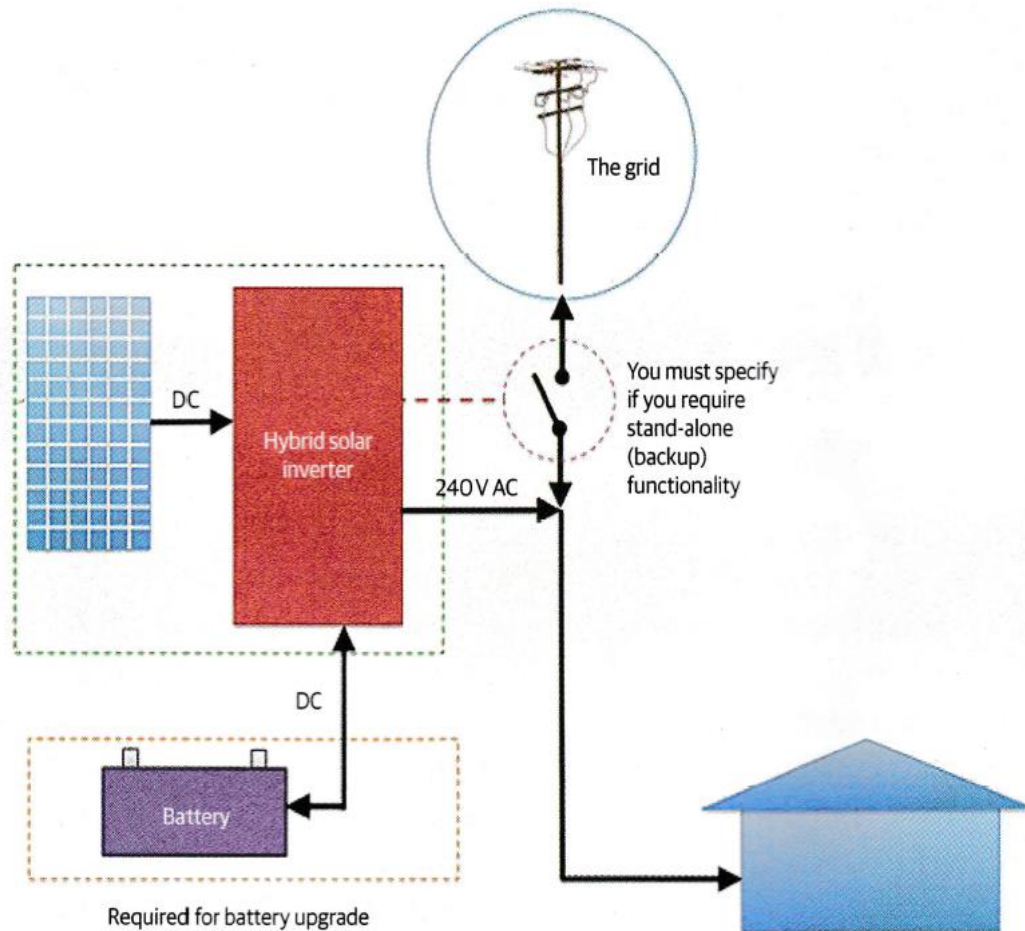 The grid
DC
Hybrid solar
inverter
You must specify
if you require
stand-alone
(backup)
functionality
240 V AC
DC
Battery
Required for battery upgrade